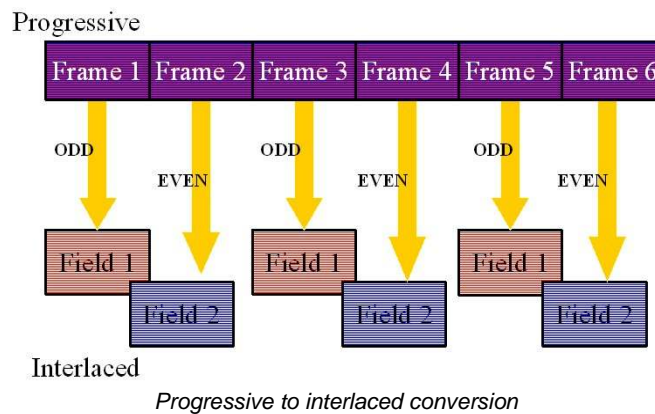 Progressive
Frame 1 Frame 2 Frame 3 Frame 4 Frame 5 Frame 6
ODD ODD ODD
EVEN EVEN EVEN
Field 1 Field 1 Field 1
Field 2 Field 2 Field 2
Interlaced
Progressive to interlaced conversion